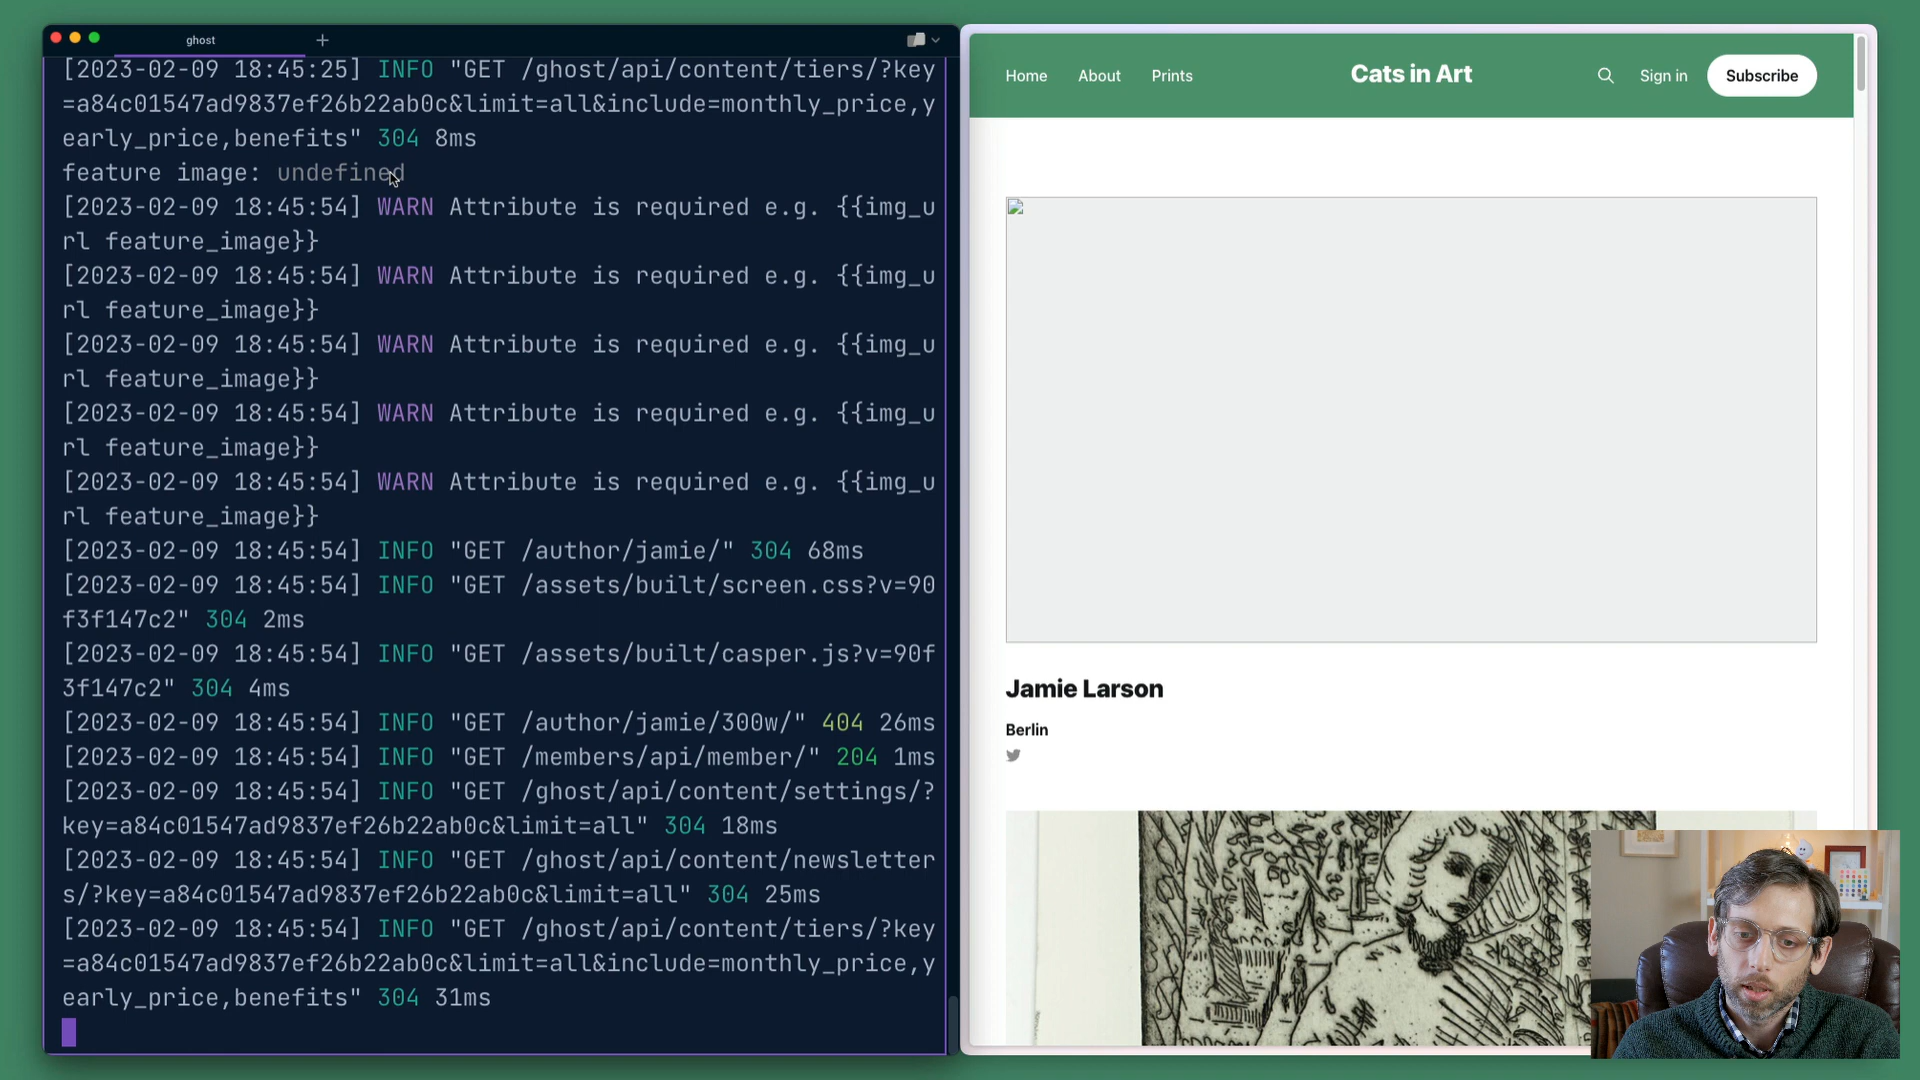 ghost
[2023-02-09 18:45:25] INFO "GET /ghost/api/content/tiers/?key
=a84c01547ad9837ef26b22ab0c&limit=all&include=monthly_price,y
early_price,benefits" 304 8ms
feature image: undefined
[2023-02-09 18:45:54] WARN Attribute is required e.g. {{img_u
rl feature_image}}
[2023-02-09 18:45:54] WARN Attribute is required e.g. {{img_u
rl feature_image}}
[2023-02-09 18:45:54] WARN Attribute is required e.g. {{img_u
rl feature_image}}
[2023-02-09 18:45:54] WARN Attribute is required e.g. {{img_u
rl feature_image}}
[2023-02-09 18:45:54] WARN Attribute is required e.g. {{img_u
rl feature_image}}
[2023-02-09 18:45:54] INFO "GET /author/jamie/" 304 68ms
[2023-02-09 18:45:54] INFO "GET /assets/built/screen.css?v=90
f3f147c2" 304 2ms
[2023-02-09 18:45:54] INFO "GET /assets/built/casper.js?v=90f
3f147c2" 304 4ms
[2023-02-09 18:45:54] INFO "GET /author/jamie/300w/" 404 26ms
[2023-02-09 18:45:54] INFO "GET /members/api/member/" 204 1ms
[2023-02-09 18:45:54] INFO "GET /ghost/api/content/settings/?
key=a84c01547ad9837ef26b22ab0c&limit=all" 304 18ms
[2023-02-09 18:45:54] INFO "GET /ghost/api/content/newsletter
s/?key=a84c01547ad9837ef26b22ab0c&limit=all" 304 25ms
[2023-02-09 18:45:54] INFO "GET /ghost/api/content/tiers/?key
=a84c01547ad9837ef26b22ab0c&limit=all&include=monthly_price,y
early_price,benefits" 304 31ms
Home About Prints Cats in Art Sign in Subscribe
Jamie Larson
Berlin